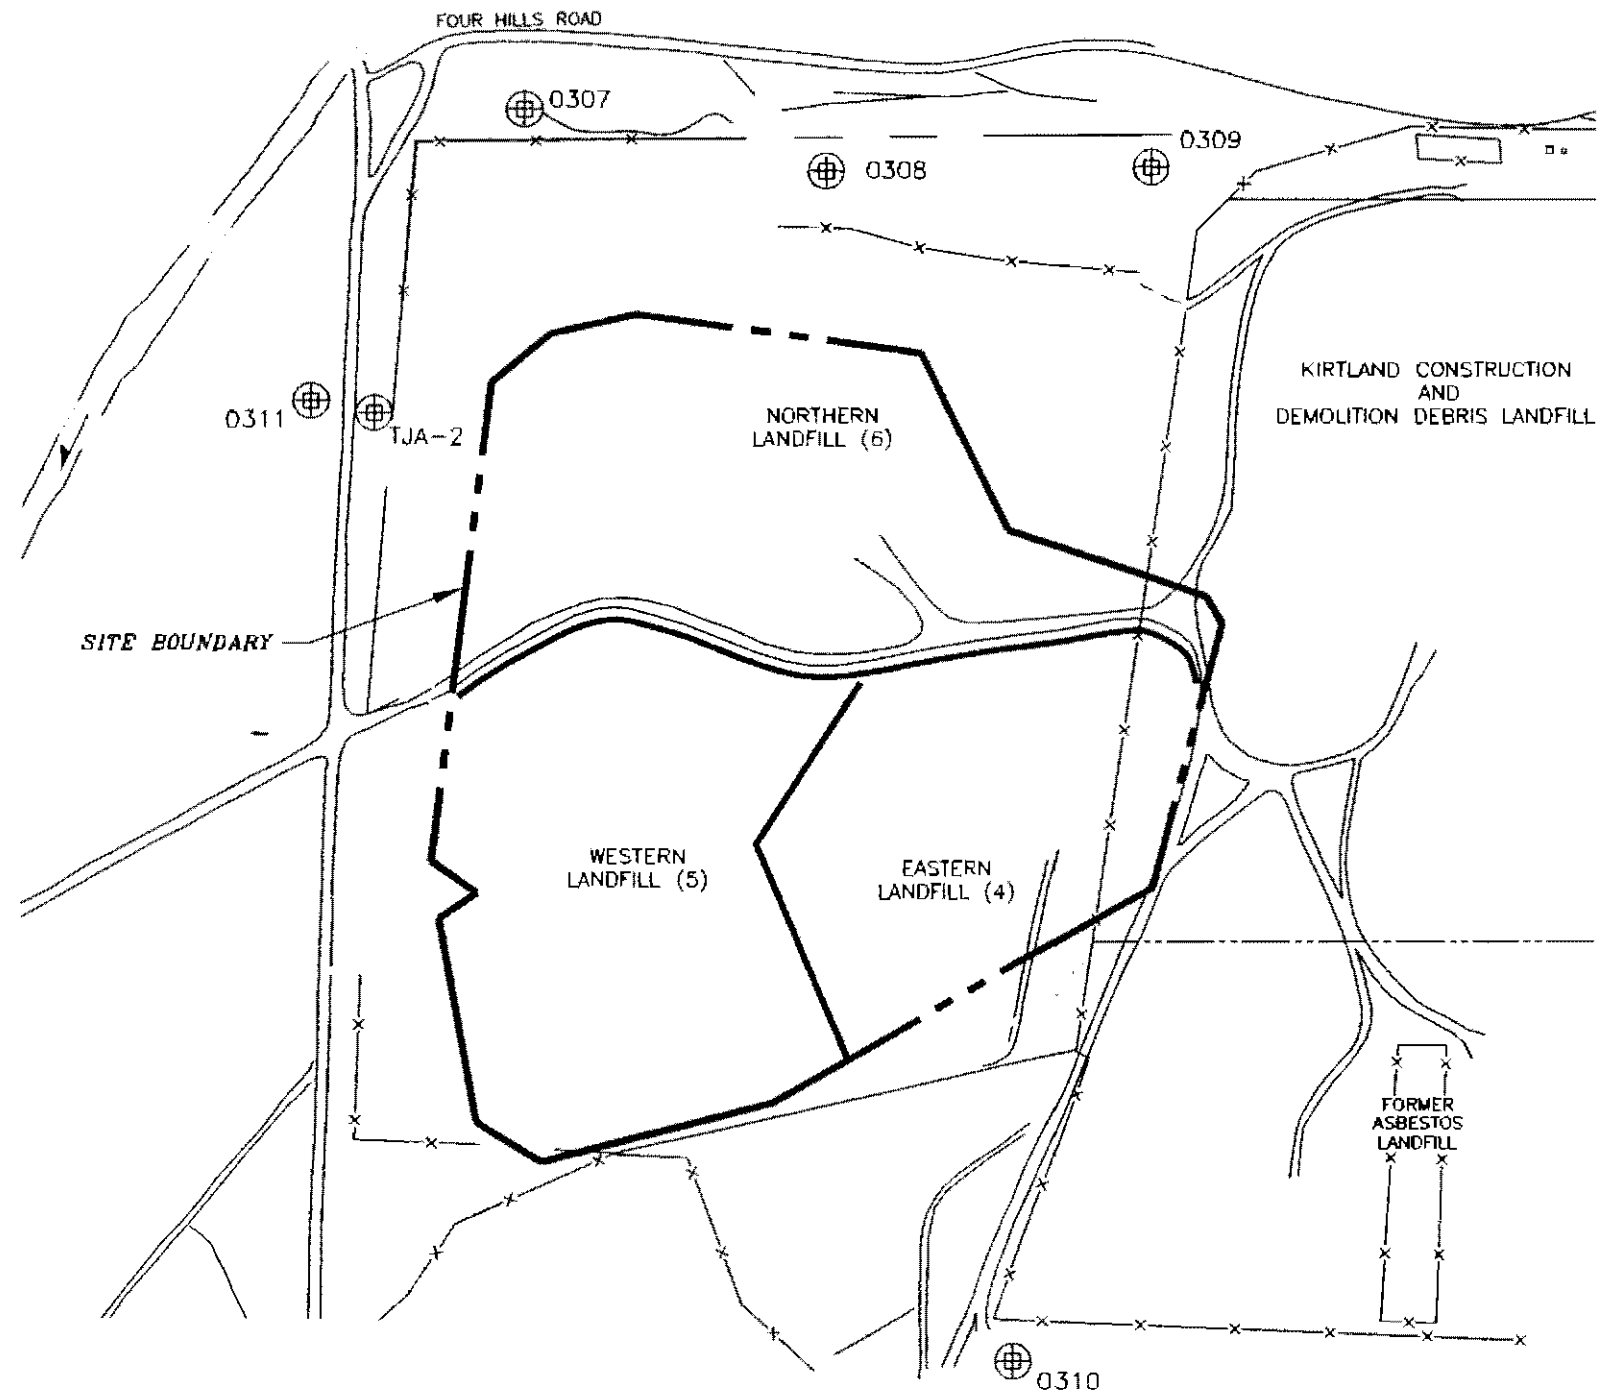 FOUR HILLS ROAD
0307
0308
0309
KIRTLAND CONSTRUCTION
AND
DEMOLITION DEBRIS LANDFILL
0311
TJA-2
NORTHERN
LANDFILL (6)
SITE BOUNDARY
WESTERN
LANDFILL (5)
EASTERN
LANDFILL (4)
FORMER
ASBESTOS
LANDFILL
0310